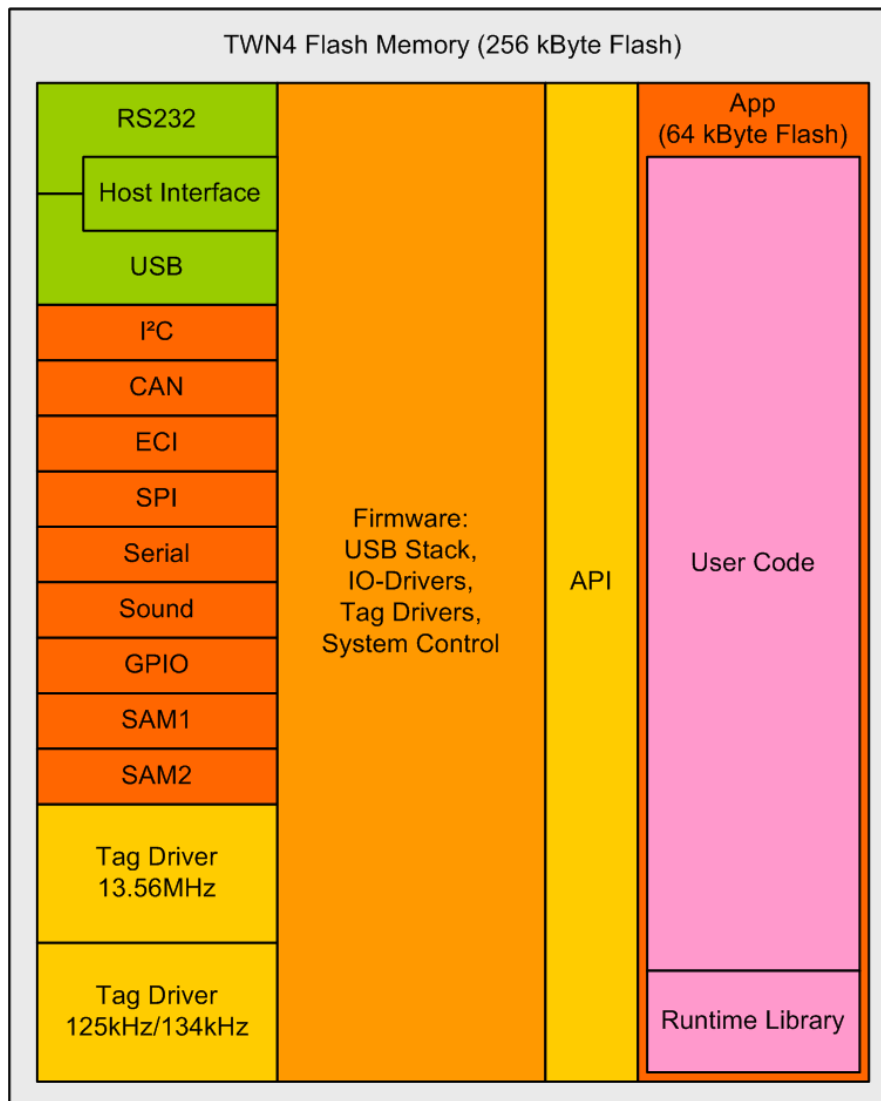 TWN4 Flash Memory (256 kByte Flash)
RS232
Host Interface
USB
I²C
CAN
ECI
SPI
Serial
Sound
GPIO
SAM1
SAM2
Tag Driver
13.56MHz
Tag Driver
125kHz/134kHz
Firmware:
USB Stack,
IO-Drivers,
Tag Drivers,
System Control
API
App
(64 kByte Flash)
User Code
Runtime Library